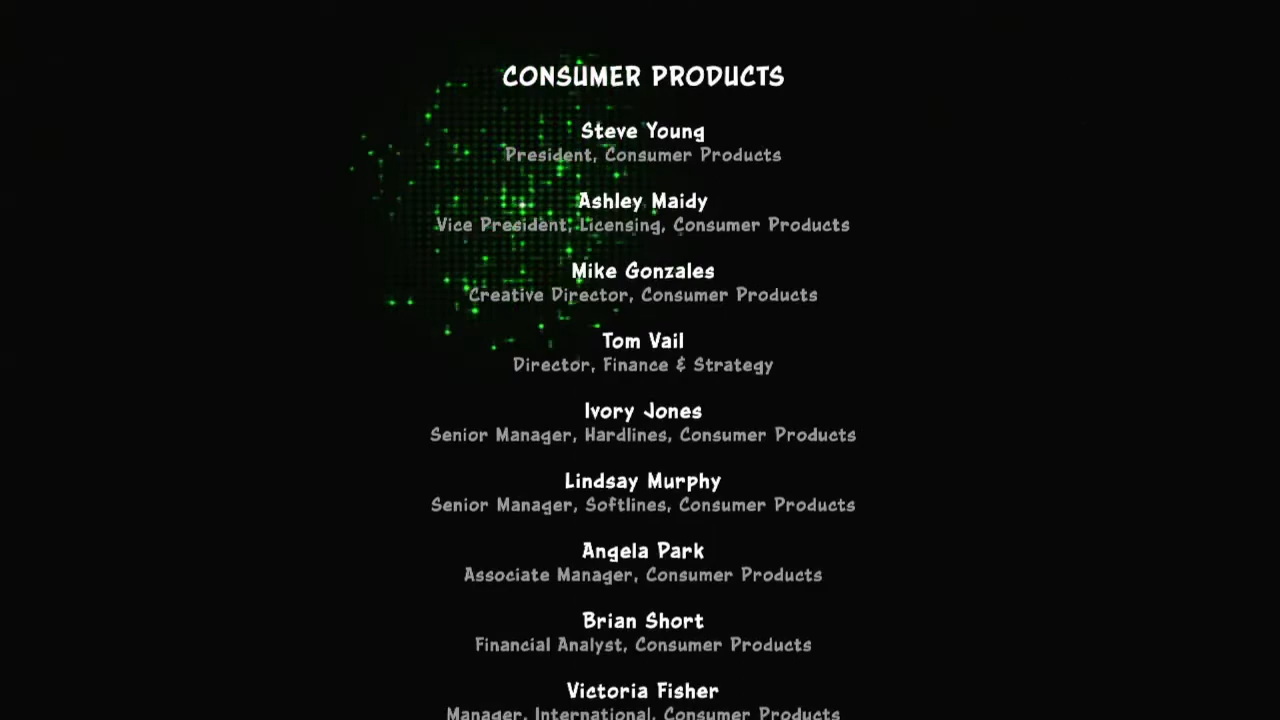 CONSUMER PRODUCTS
Steve Young
President, Consumer Products
Ashley Maidy
Vice President, Licensing, Consumer Products
Mike Gonzales
Creative Director, Consumer Products
Tom Vail
Director, Finance & Strategy
Ivory Jones
Senior Manager, Hardlines, Consumer Products
Lindsay Murphy
Senior Manager, Softlines, Consumer Products
Angela Park
Associate Manager, Consumer Products
Brian Short
Financial Analyst, Consumer Products
Victoria Fisher
Manager, International, Consumer Products